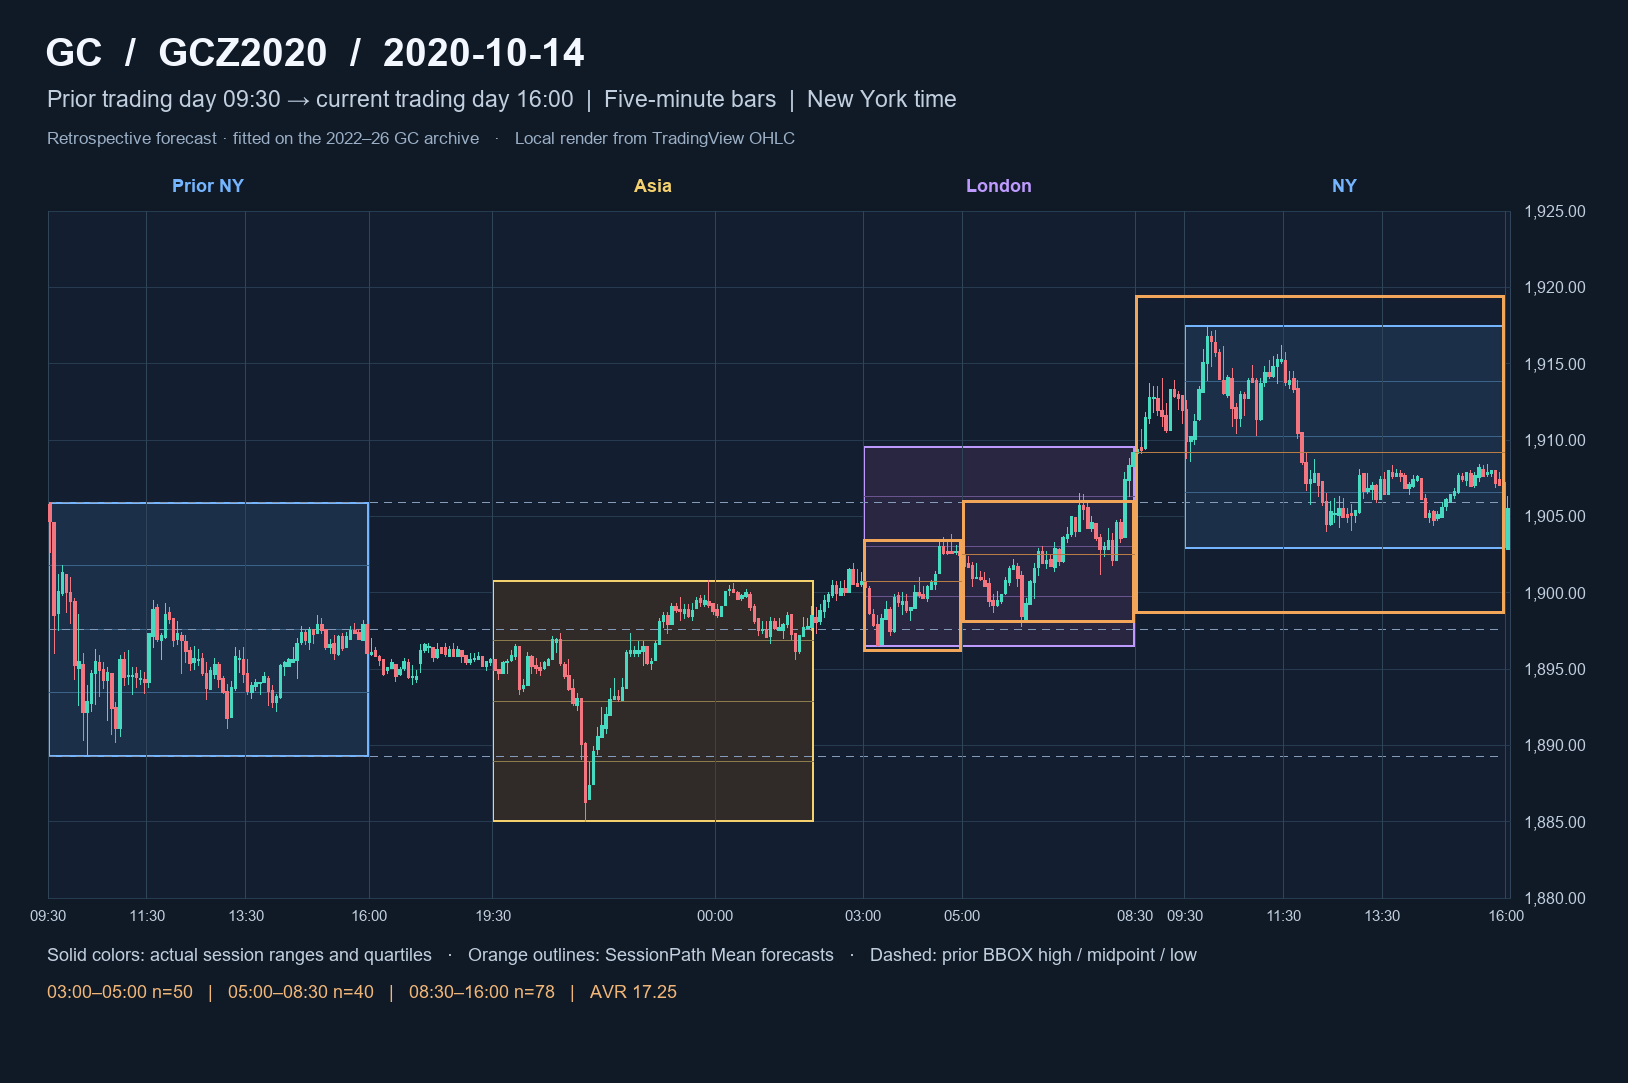 GC / GCZ2020 / 2020-10-14
Prior trading day 09:30 → current trading day 16:00 | Five-minute bars | New York time
Retrospective forecast · fitted on the 2022–26 GC archive · Local render from TradingView OHLC
Prior NY Asia London NY
1,925.00
1,920.00
1,915.00
1,910.00
1,905.00
1,900.00
1,895.00
1,890.00
1,885.00
1,880.00
09:30 11:30 13:30 16:00 19:30 00:00 03:00 05:00 08:30 09:30 11:30 13:30 16:00
Solid colors: actual session ranges and quartiles · Orange outlines: SessionPath Mean forecasts · Dashed: prior BBOX high / midpoint / low
03:00–05:00 n=50 | 05:00–08:30 n=40 | 08:30–16:00 n=78 | AVR 17.25